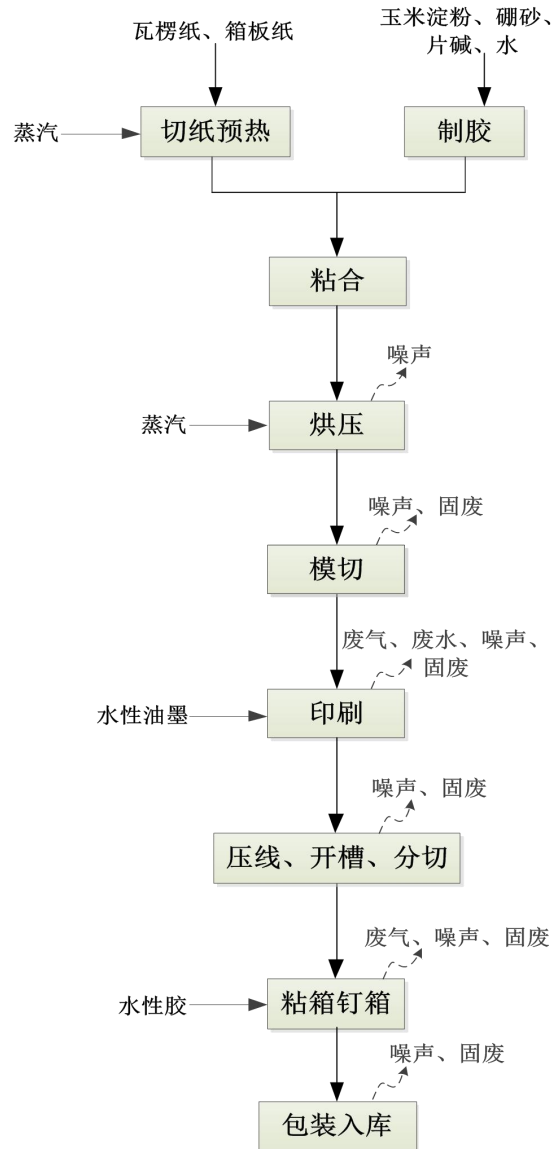 瓦楞纸、箱板纸
玉米淀粉、硼砂、
片碱、水
蒸汽
切纸预热
制胶
粘合
噪声
蒸汽
烘压
噪声、固废
模切
废气、废水、噪声、
固废
水性油墨
印刷
噪声、固废
压线、开槽、分切
废气、噪声、固废
水性胶
粘箱钉箱
噪声、固废
包装入库